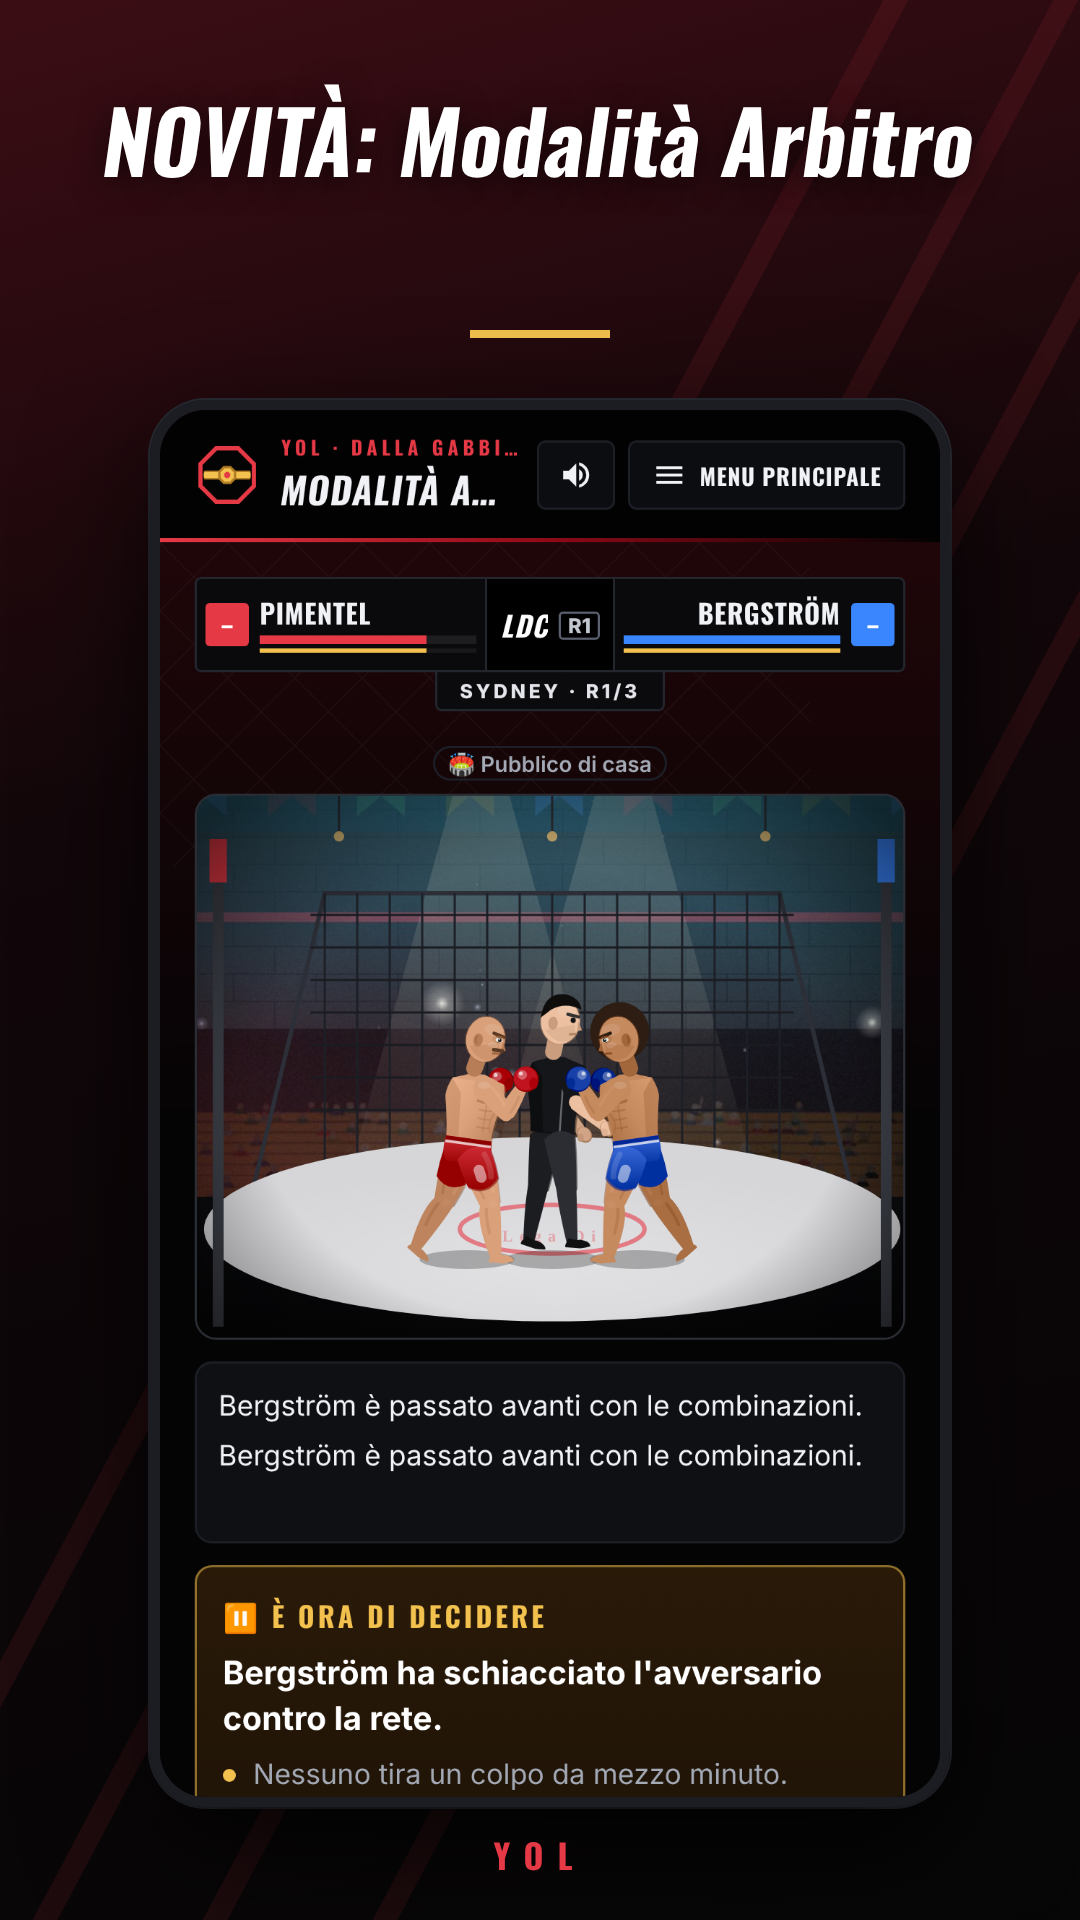 NOVITÀ: Modalità Arbitro
YOL · DALLA GABBI...
MODALITÀ A...
MENU PRINCIPALE
PIMENTEL
LDC R1
BERGSTRÖM
SYDNEY · R1/3
Pubblico di casa
Bergström è passato avanti con le combinazioni.
Bergström è passato avanti con le combinazioni.
È ORA DI DECIDERE
Bergström ha schiacciato l'avversario
contro la rete.
Nessuno tira un colpo da mezzo minuto.
YOL